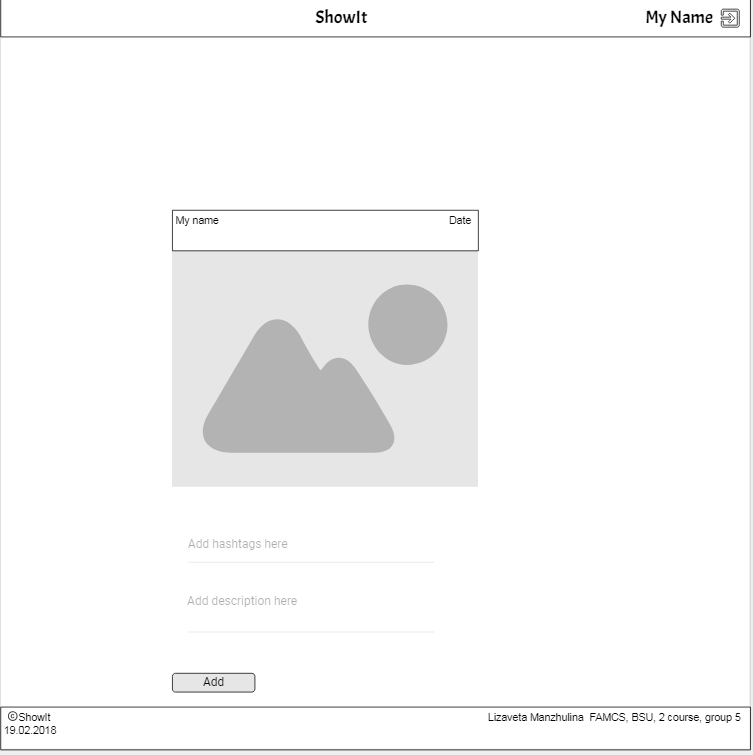 ShowIt
My Name
My name
Date
Add hashtags here
Add description here
Add
©ShowIt
19.02.2018
Lizaveta Manzhulina FAMCS, BSU, 2 course, group 5